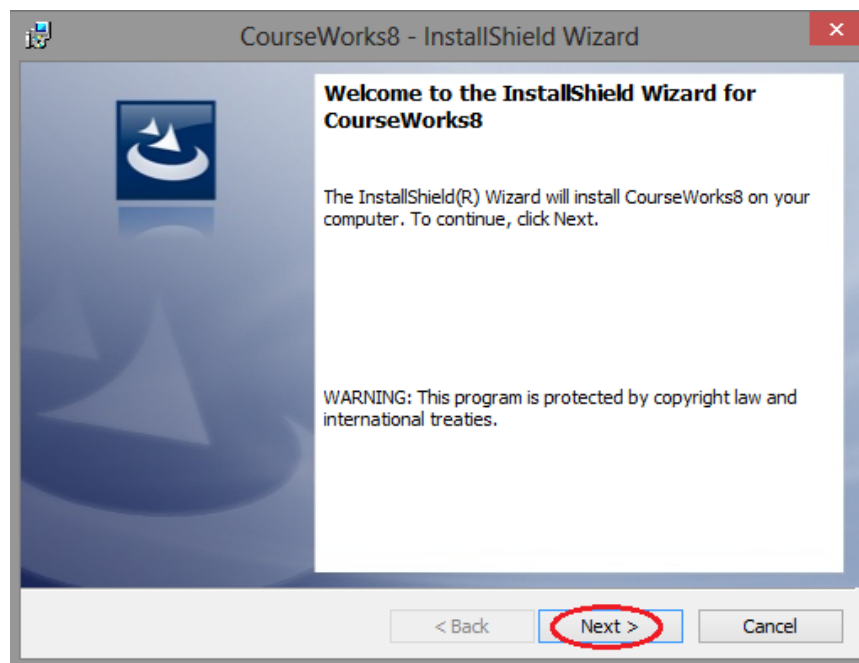 CourseWorks8 - InstallShield Wizard
Welcome to the InstallShield Wizard for
CourseWorks8
The InstallShield(R) Wizard will install CourseWorks8 on your
computer. To continue, click Next.
WARNING: This program is protected by copyright law and
international treaties.
< Back Next > Cancel